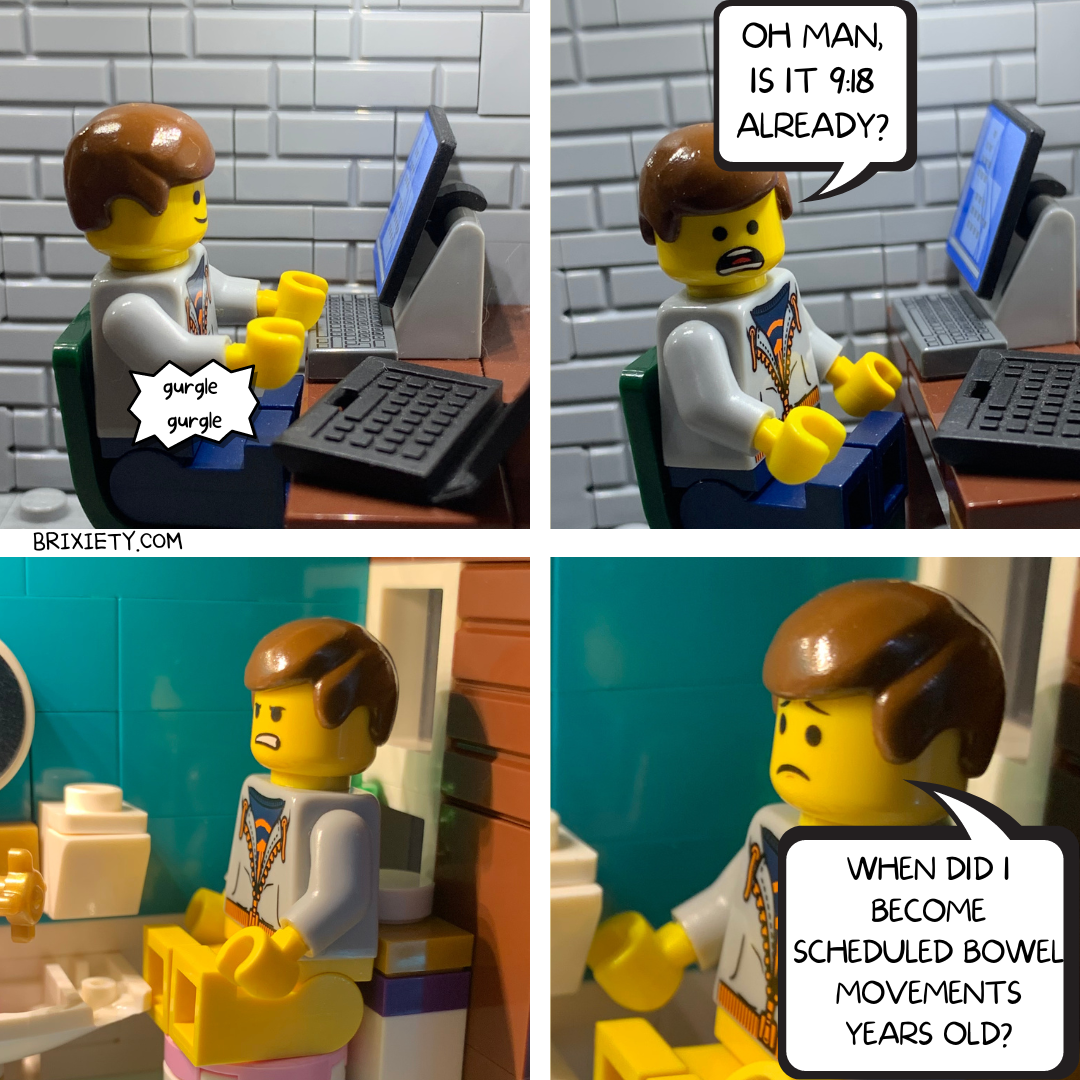 OH MAN,
IS IT 9:18
ALREADY?
gurgle
gurgle
BRIXIETY.COM
WHEN DID I
BECOME
SCHEDULED BOWEL
MOVEMENTS
YEARS OLD?